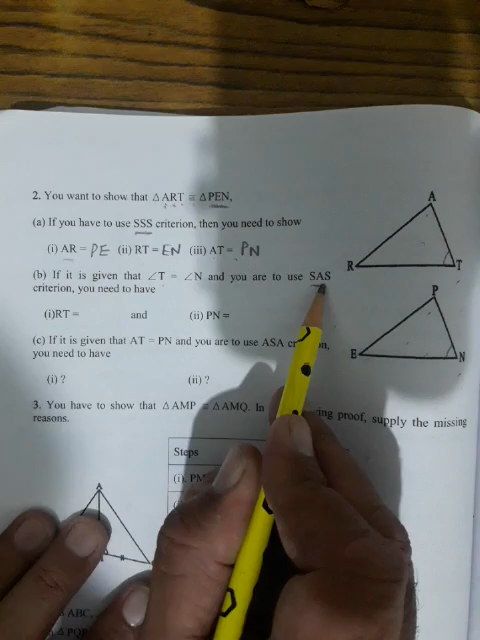 2. You want to show that △ART ≅ △PEN,
(a) If you have to use SSS criterion, then you need to show
(i) AR = PE (ii) RT = EN (iii) AT = PN
(b) If it is given that ∠T = ∠N and you are to use SAS
criterion, you need to have
(i)RT = and (ii) PN =
(c) If it is given that AT = PN and you are to use ASA
you need to have
(i) ? (ii) ?
A
R
T
P
E
N
3. You have to show that △AMP ≅ △AMQ. In proof, supply the missing
reasons.
Steps
(i). PM
A
ABC,